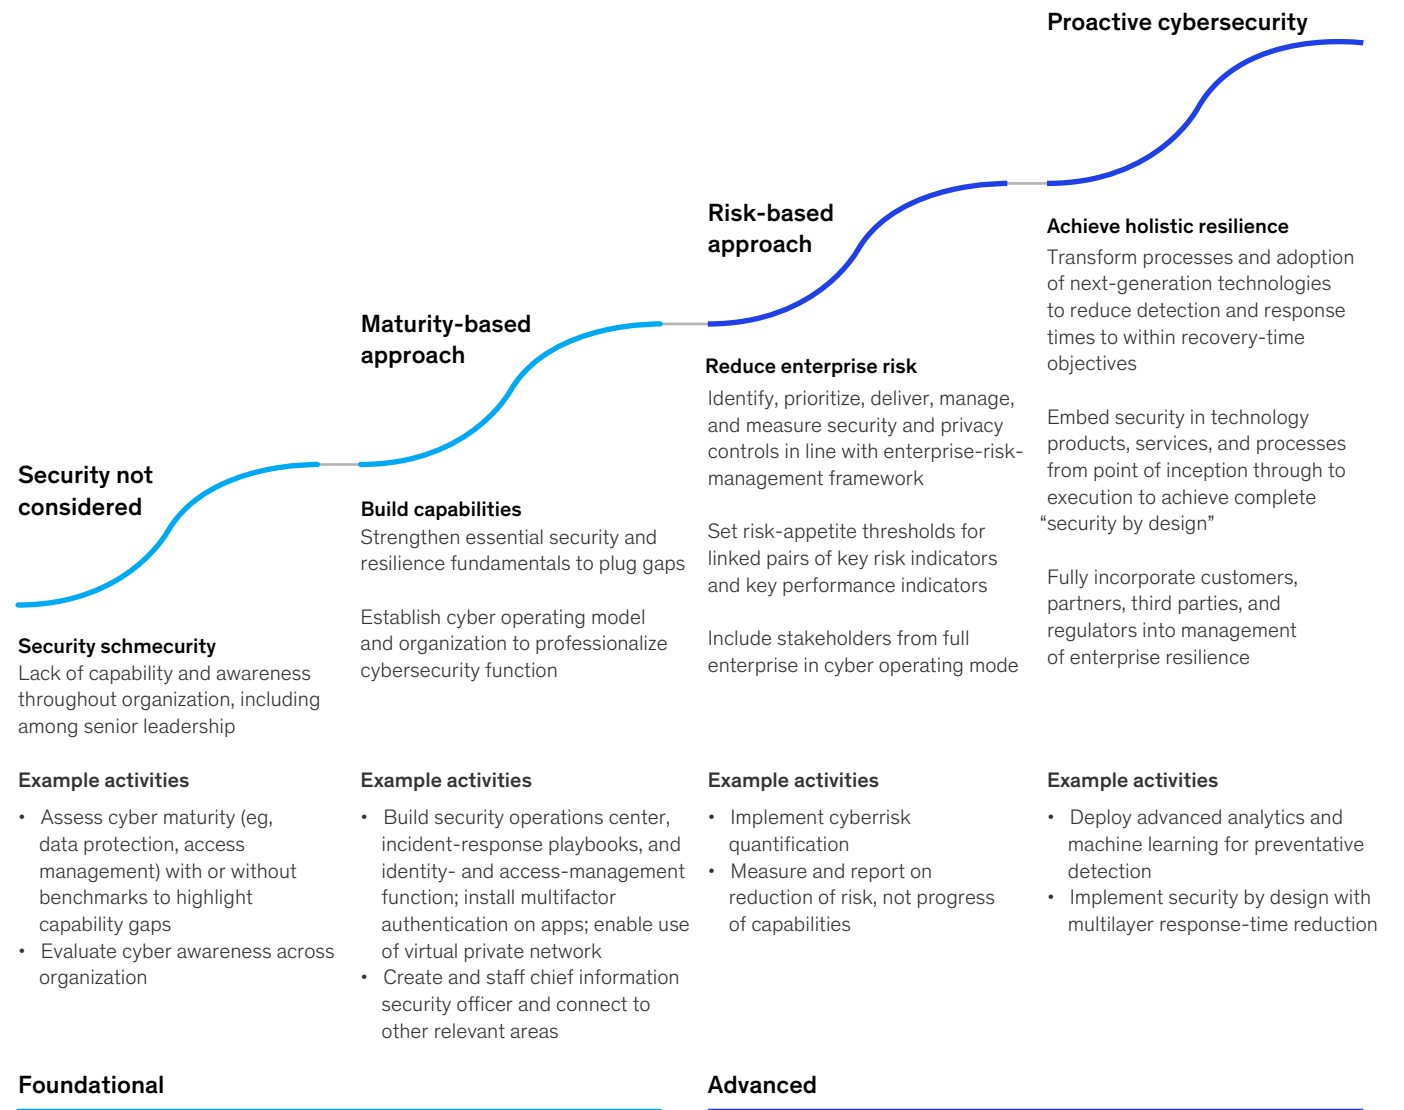 Proactive cybersecurity
Risk-based
approach
Maturity-based
approach
Security not
considered
Security schmecurity
Lack of capability and awareness
throughout organization, including
among senior leadership
Build capabilities
Strengthen essential security and
resilience fundamentals to plug gaps
Establish cyber operating model
and organization to professionalize
cybersecurity function
Reduce enterprise risk
Identify, prioritize, deliver, manage,
and measure security and privacy
controls in line with enterprise-risk-
management framework
Set risk-appetite thresholds for
linked pairs of key risk indicators
and key performance indicators
Include stakeholders from full
enterprise in cyber operating mode
Achieve holistic resilience
Transform processes and adoption
of next-generation technologies
to reduce detection and response
times to within recovery-time
objectives
Embed security in technology
products, services, and processes
from point of inception through to
execution to achieve complete
“security by design”
Fully incorporate customers,
partners, third parties, and
regulators into management
of enterprise resilience
Example activities
• Assess cyber maturity (eg,
data protection, access
management) with or without
benchmarks to highlight
capability gaps
• Evaluate cyber awareness across
organization
Example activities
• Build security operations center,
incident-response playbooks, and
identity- and access-management
function; install multifactor
authentication on apps; enable use
of virtual private network
• Create and staff chief information
security officer and connect to
other relevant areas
Example activities
• Implement cyberrisk
quantification
• Measure and report on
reduction of risk, not progress
of capabilities
Example activities
• Deploy advanced analytics and
machine learning for preventative
detection
• Implement security by design with
multilayer response-time reduction
Foundational
Advanced